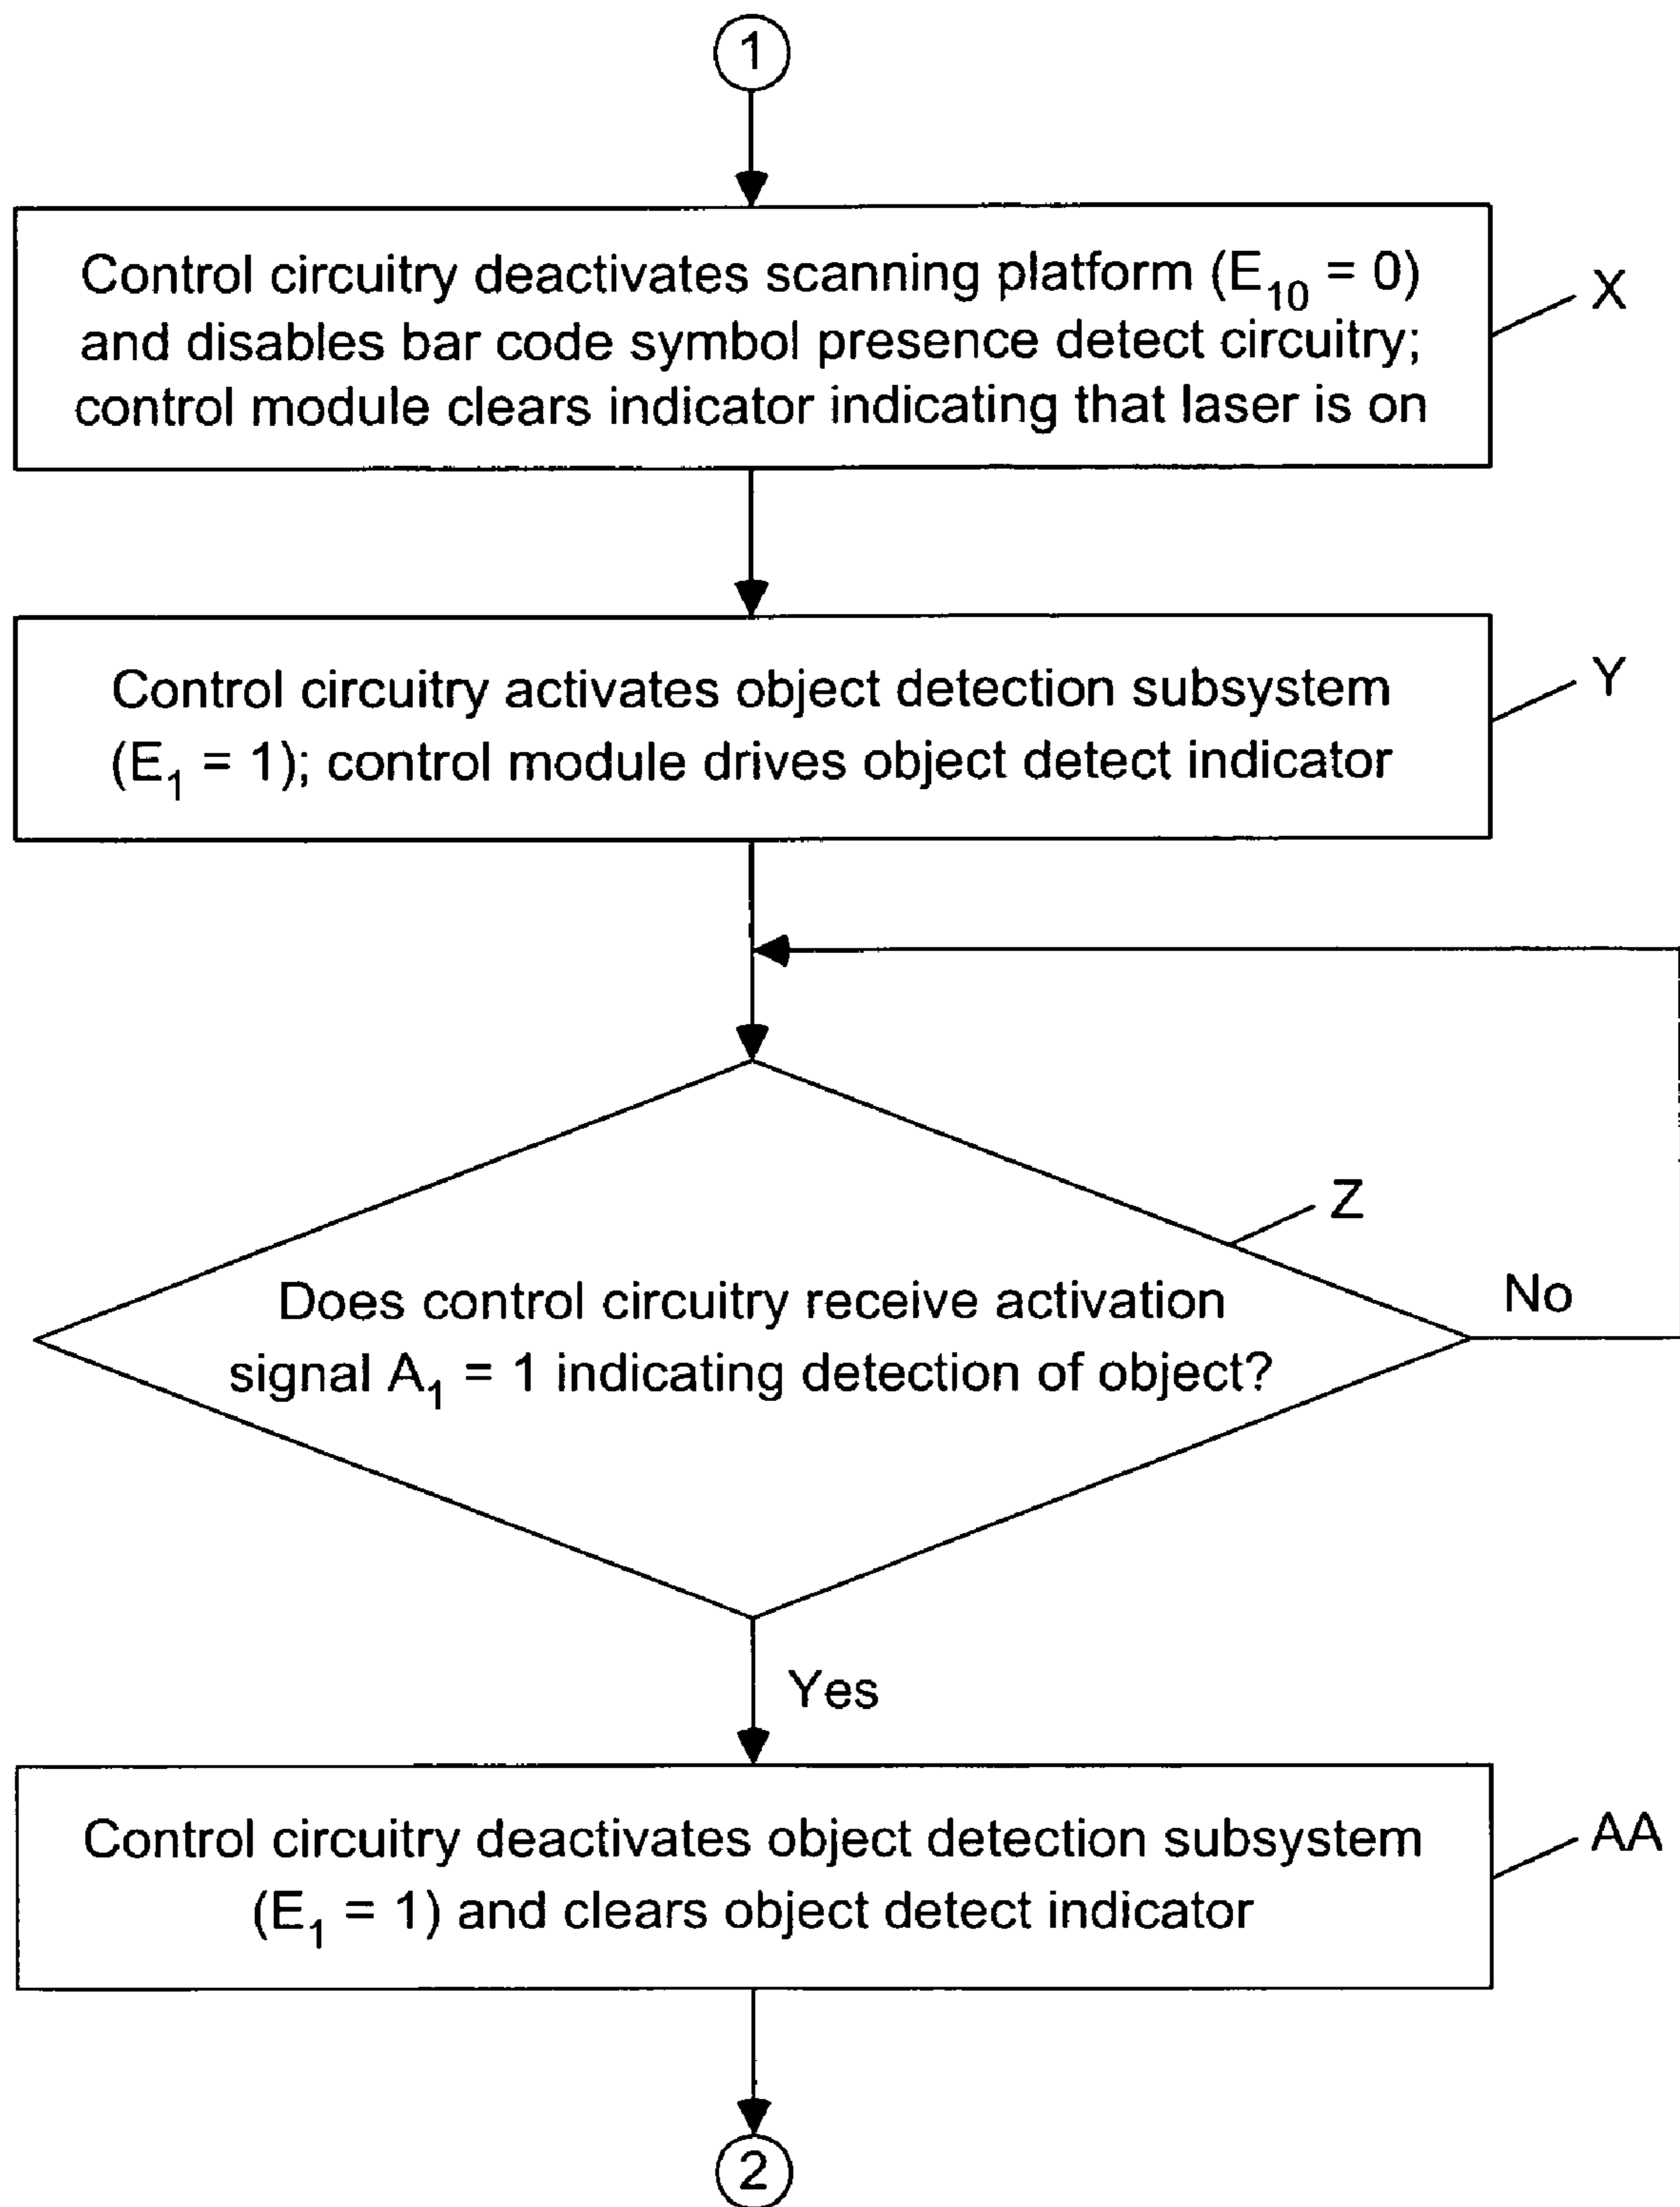 1
Control circuitry deactivates scanning platform (E₁₀ = 0)
and disables bar code symbol presence detect circuitry;
control module clears indicator indicating that laser is on
X
Control circuitry activates object detection subsystem
(E₁ = 1); control module drives object detect indicator
Y
Z
Does control circuitry receive activation
signal A₁ = 1 indicating detection of object?
No
Yes
Control circuitry deactivates object detection subsystem
(E₁ = 1) and clears object detect indicator
AA
2